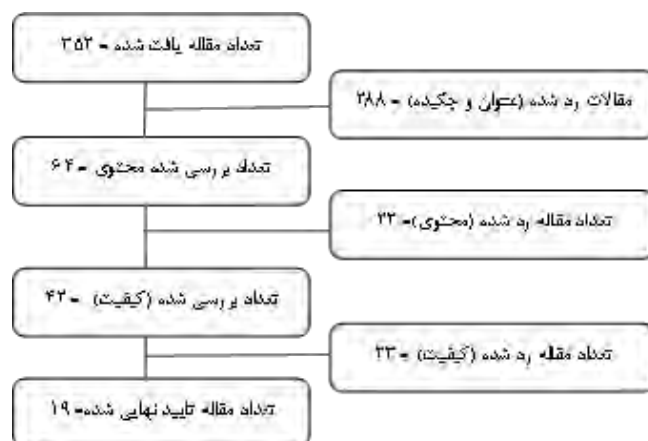 تعداد مقاله یافت شده = ۳۵۲
مقالات رد شده (عنوان و چکیده) = ۲۸۸
تعداد بررسی شده محتوی = ۶۴
تعداد مقاله رد شده (محتوی)= ۲۲
تعداد بررسی شده (کیفیت) = ۴۲
تعداد مقاله رد شده (کیفیت) = ۲۳
تعداد مقاله تایید نهایی شده= ۱۹